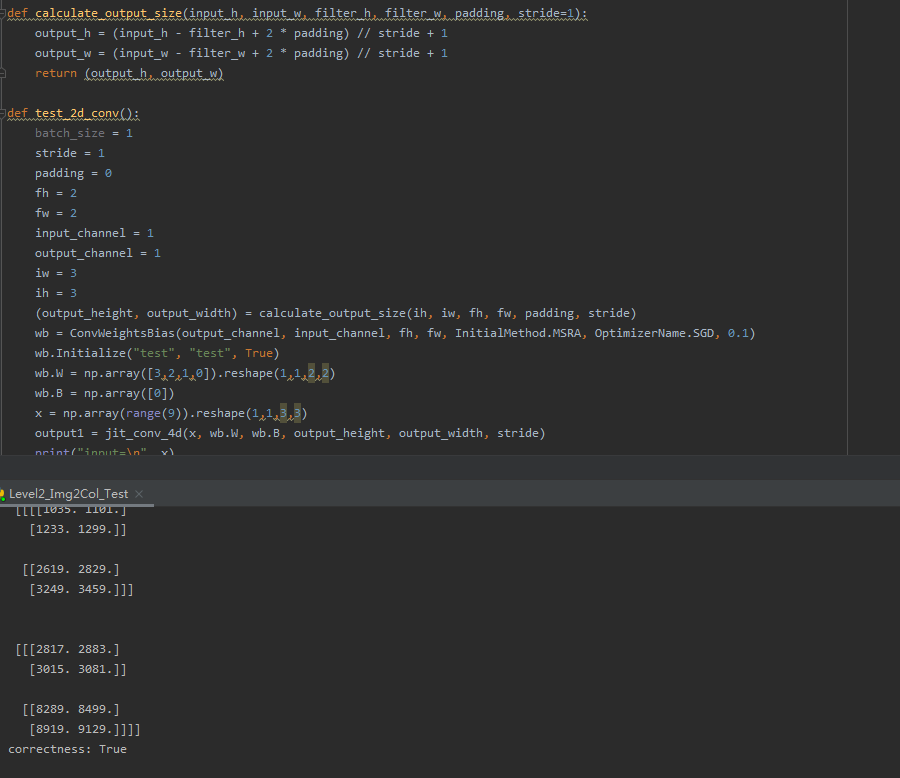 def calculate_output_size(input_h, input_w, filter_h, filter_w, padding, stride=1):
    output_h = (input_h - filter_h + 2 * padding) // stride + 1
    output_w = (input_w - filter_w + 2 * padding) // stride + 1
    return (output_h, output_w)
def test_2d_conv():
    batch_size = 1
    stride = 1
    padding = 0
    fh = 2
    fw = 2
    input_channel = 1
    output_channel = 1
    iw = 3
    ih = 3
    (output_height, output_width) = calculate_output_size(ih, iw, fh, fw, padding, stride)
    wb = ConvWeightsBias(output_channel, input_channel, fh, fw, InitialMethod.MSRA, OptimizerName.SGD, 0.1)
    wb.Initialize("test", "test", True)
    wb.W = np.array([3,2,1,0]).reshape(1,1,2,2)
    wb.B = np.array([0])
    x = np.array(range(9)).reshape(1,1,3,3)
    output1 = jit_conv_4d(x, wb.W, wb.B, output_height, output_width, stride)
    print("input=\n", x)
Level2_Img2Col_Test
[[[[1035. 1101.]
[1233. 1299.]]
[[2619. 2829.]
[3249. 3459.]]]
[[[2817. 2883.]
[3015. 3081.]]
[[8289. 8499.]
[8919. 9129.]]]]
correctness: True